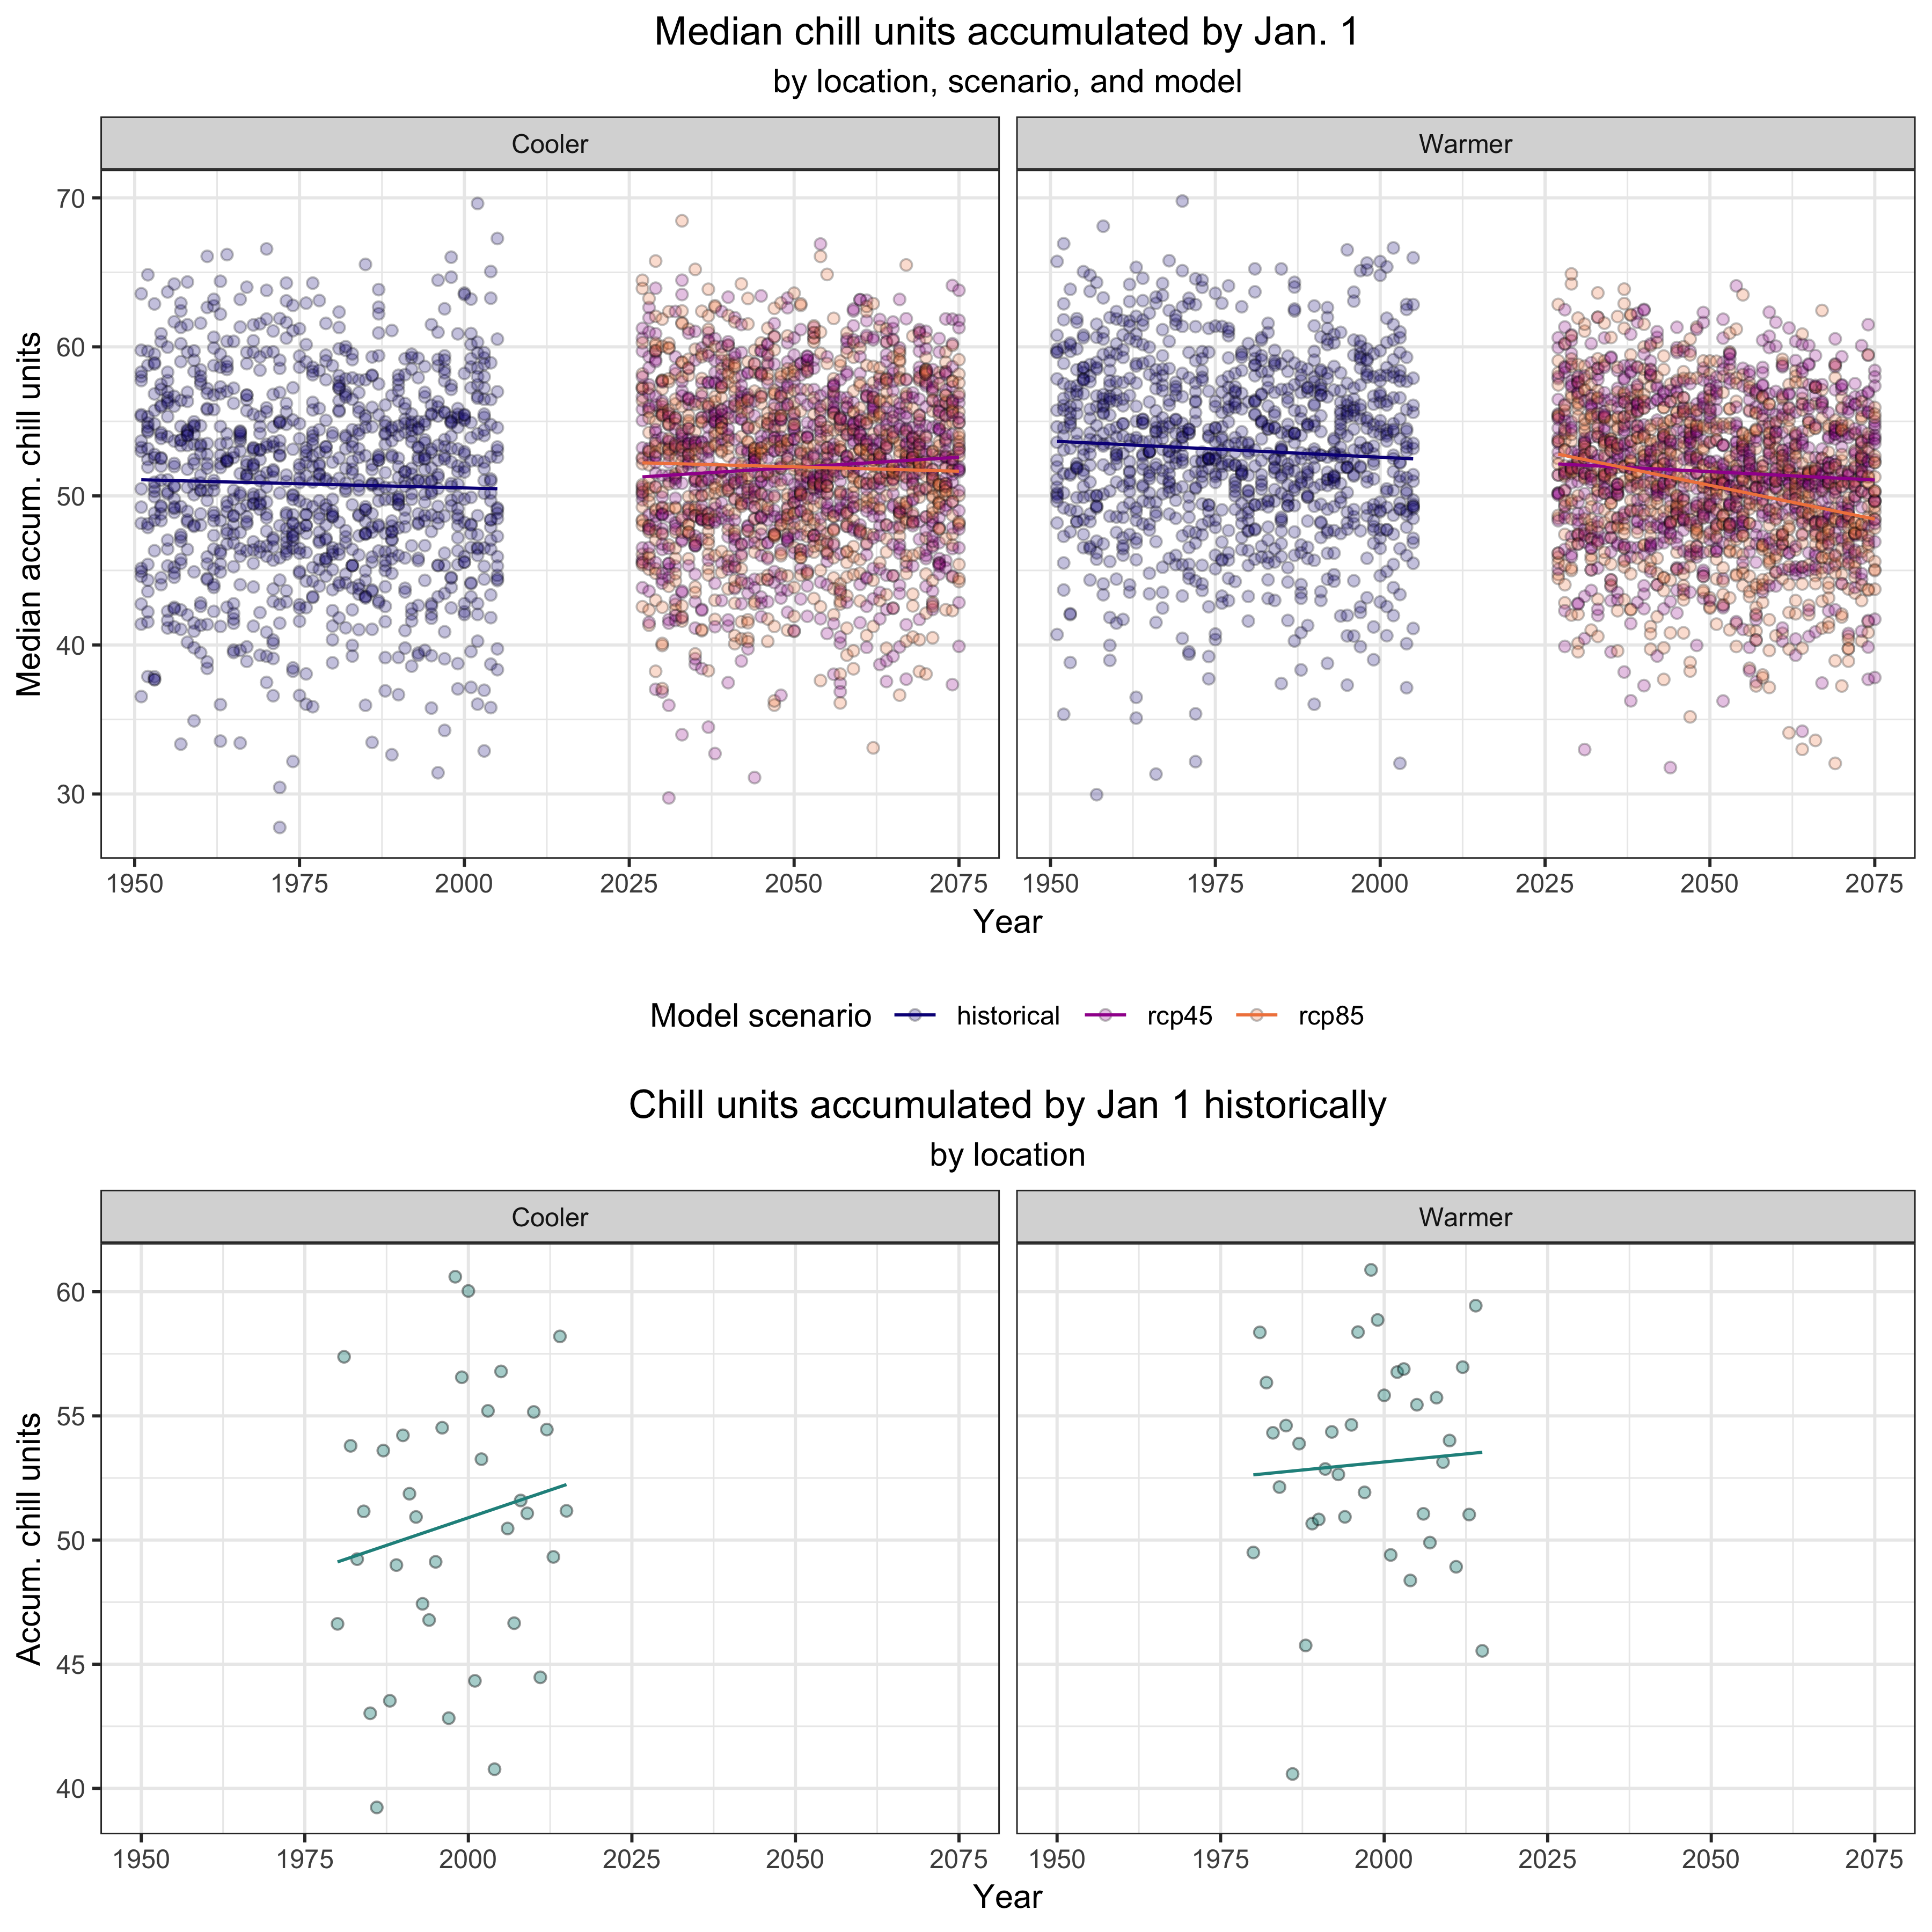 Median chill units accumulated by Jan. 1
by location, scenario, and model
Cooler
Warmer
Median accum. chill units
70
60
50
40
30
1950 1975 2000 2025 2050 2075
1950 1975 2000 2025 2050 2075
Year
Model scenario historical rcp45 rcp85
Chill units accumulated by Jan 1 historically
by location
Cooler
Warmer
Accum. chill units
60
55
50
45
40
1950 1975 2000 2025 2050 2075
1950 1975 2000 2025 2050 2075
Year